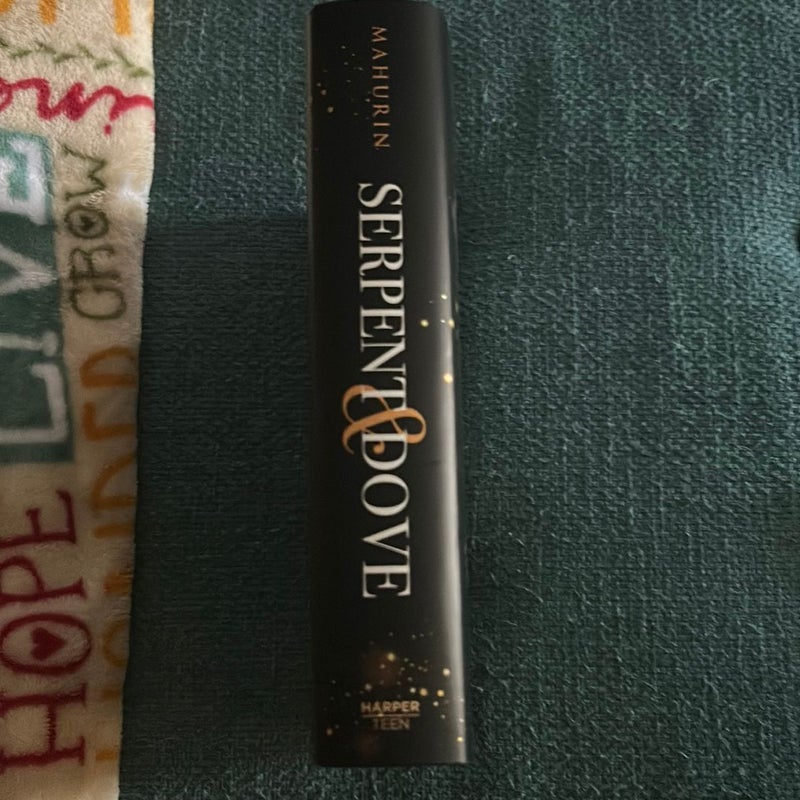 MAHURIN
SERPENT & DOVE
HARPER
TEEN
LIVE
GROW
HOPE